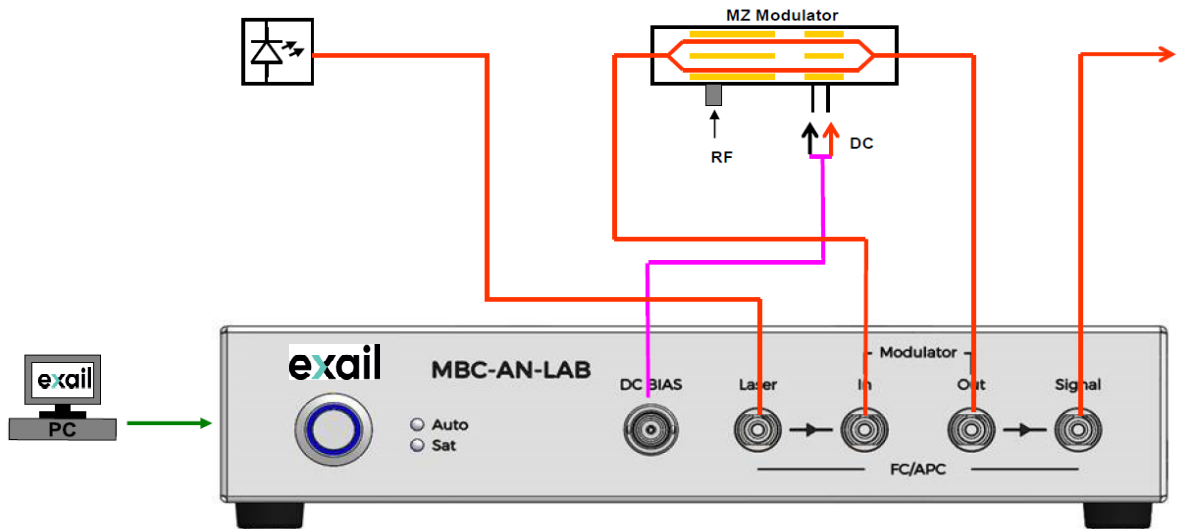 MZ Modulator
DC
RF
exail
PC
exail
MBC-AN-LAB
Auto
Sat
DC BIAS
Laser
Modulator
In
Out
Signal
FC/APC